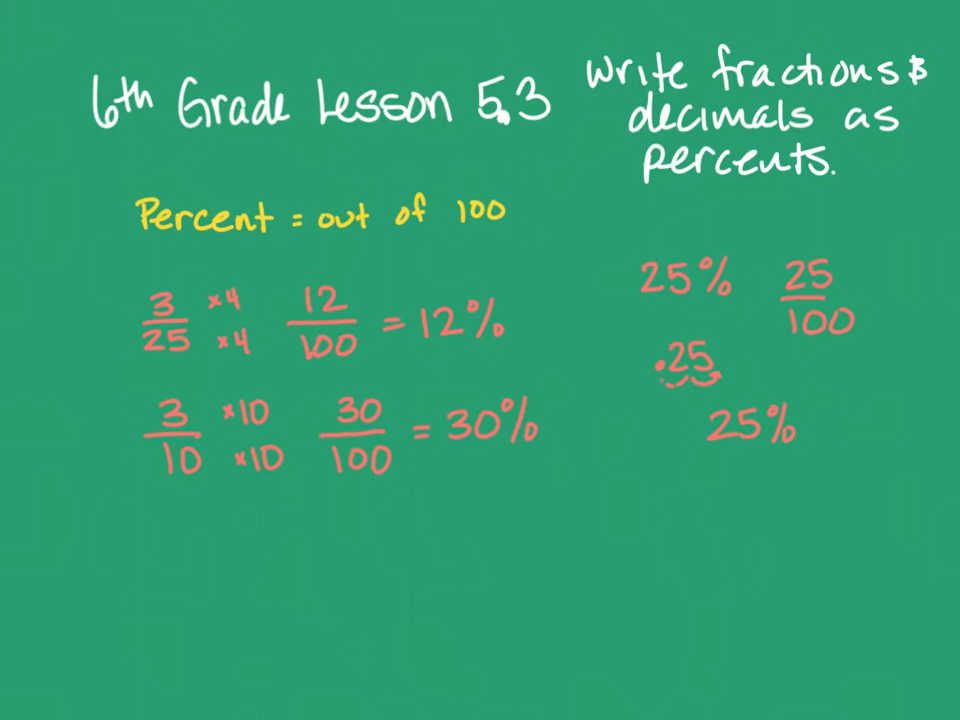 6th Grade Lesson 5.3
Write fractions &
decimals as
percents.
Percent = out of 100
3/25 ×4 ×4 12/100 = 12%
3/10 ×10 ×10 30/100 = 30%
25% 25/100
.25
25%